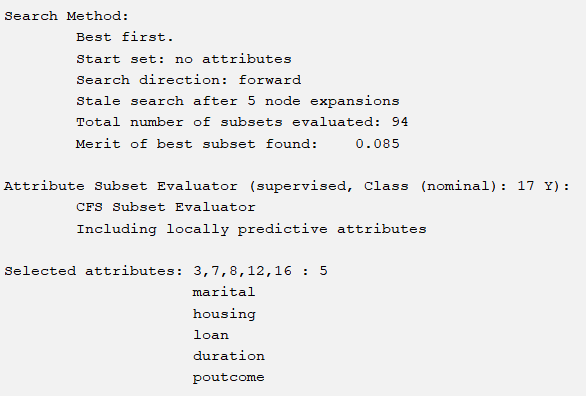 Search Method:
Best first.
Start set: no attributes
Search direction: forward
Stale search after 5 node expansions
Total number of subsets evaluated: 94
Merit of best subset found:    0.085
Attribute Subset Evaluator (supervised, Class (nominal): 17 Y):
CFS Subset Evaluator
Including locally predictive attributes
Selected attributes: 3,7,8,12,16 : 5
marital
housing
loan
duration
poutcome